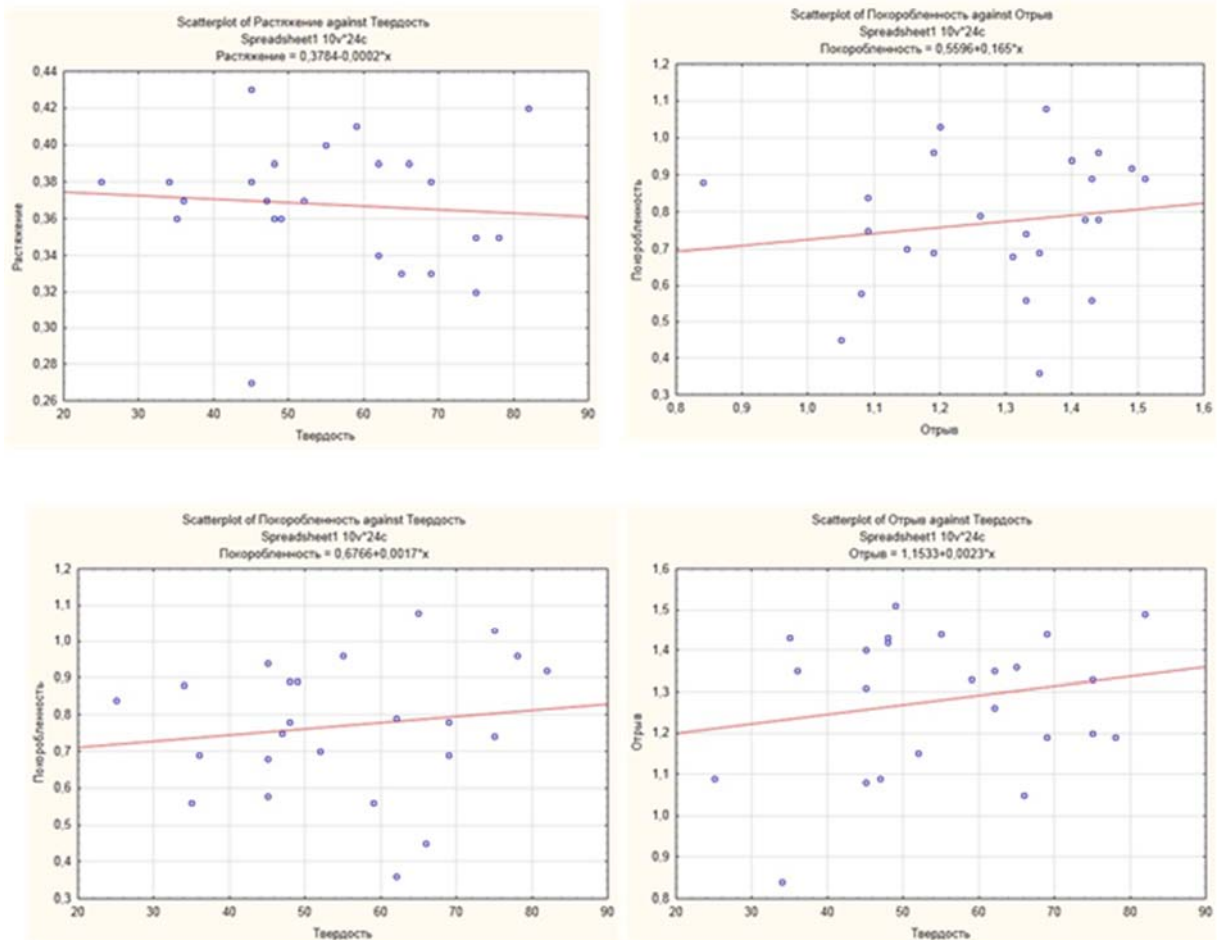 Scatterplot of Растяжение against Твердость
Spreadsheet1 10v*24c
Растяжение = 0,3784-0,0002*x
0,44
0,42
0,40
0,38
0,36
0,34
0,32
0,30
0,28
0,26
Растяжение
20 30 40 50 60 70 80 90
Твердость
Scatterplot of Покоробленность against Отрыв
Spreadsheet1 10v*24c
Покоробленность = 0,5596+0,165*x
1,2
1,1
1,0
0,9
0,8
0,7
0,6
0,5
0,4
0,3
Покоробленность
0,8 0,9 1,0 1,1 1,2 1,3 1,4 1,5 1,6
Отрыв
Scatterplot of Покоробленность against Твердость
Spreadsheet1 10v*24c
Покоробленность = 0,6766+0,0017*x
1,2
1,1
1,0
0,9
0,8
0,7
0,6
0,5
0,4
0,3
Покоробленность
20 30 40 50 60 70 80 90
Твердость
Scatterplot of Отрыв against Твердость
Spreadsheet1 10v*24c
Отрыв = 1,1533+0,0023*x
1,6
1,5
1,4
1,3
1,2
1,1
1,0
0,9
0,8
Отрыв
20 30 40 50 60 70 80 90
Твердость